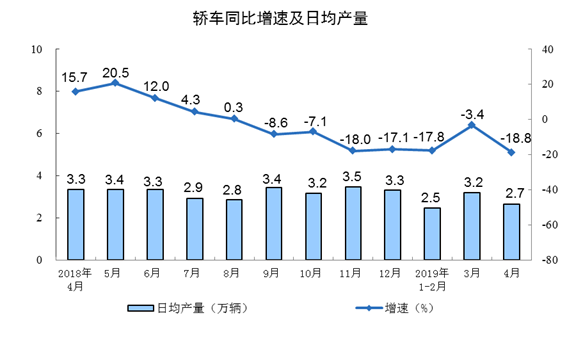 轿车同比增速及日均产量
10
8
6
4
2
0
40
20
0
-20
-40
-60
-80
15.7
20.5
12.0
4.3
0.3
-8.6
-7.1
-18.0
-17.1
-17.8
-3.4
-18.8
3.3
3.4
3.3
2.9
2.8
3.4
3.2
3.5
3.3
2.5
3.2
2.7
2018年
4月
5月
6月
7月
8月
9月
10月
11月
12月
2019年
1-2月
3月
4月
日均产量（万辆）
增速（%）